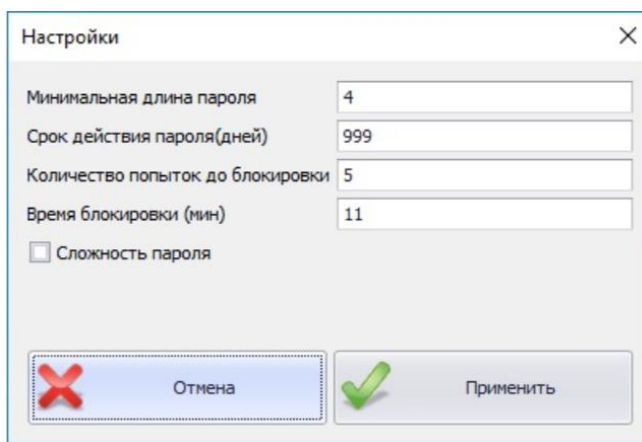 Настройки
Минимальная длина пароля 4
Срок действия пароля(дней) 999
Количество попыток до блокировки 5
Время блокировки (мин) 11
Сложность пароля
Отмена Применить